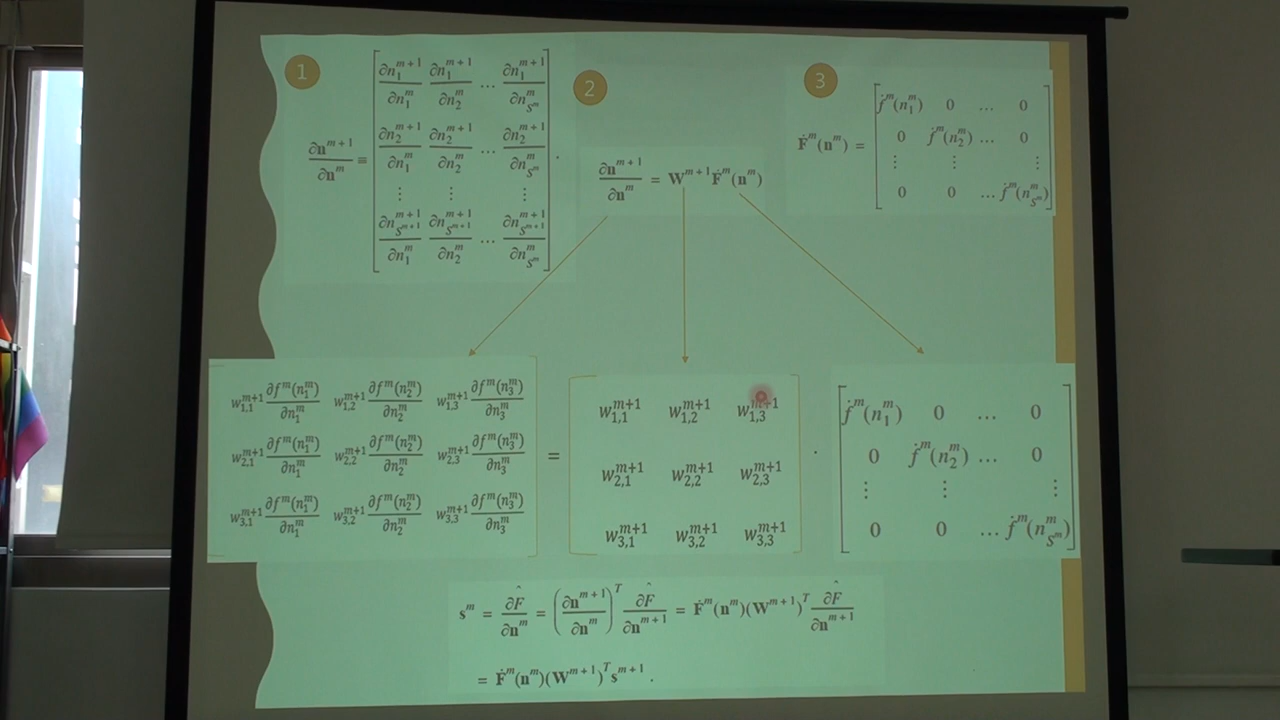 1
∂n^{m+1}/∂n^m ≡ [ ∂n_1^{m+1}/∂n_1^m ∂n_1^{m+1}/∂n_2^m … ∂n_1^{m+1}/∂n_{S^m}^m
∂n_2^{m+1}/∂n_1^m ∂n_2^{m+1}/∂n_2^m … ∂n_2^{m+1}/∂n_{S^m}^m
⋮ ⋮ ⋮
∂n_{S^{m+1}}^{m+1}/∂n_1^m ∂n_{S^{m+1}}^{m+1}/∂n_2^m … ∂n_{S^{m+1}}^{m+1}/∂n_{S^m}^m ] .
2
∂n^{m+1}/∂n^m = W^{m+1}Ḟ^m(n^m)
3
Ḟ^m(n^m) = [ ḟ^m(n_1^m) 0 … 0
0 ḟ^m(n_2^m) … 0
⋮ ⋮ ⋮
0 0 … ḟ^m(n_{S^m}^m) ]
[ w_{1,1}^{m+1} ∂f^m(n_1^m)/∂n_1^m w_{1,2}^{m+1} ∂f^m(n_2^m)/∂n_2^m w_{1,3}^{m+1} ∂f^m(n_3^m)/∂n_3^m
w_{2,1}^{m+1} ∂f^m(n_1^m)/∂n_1^m w_{2,2}^{m+1} ∂f^m(n_2^m)/∂n_2^m w_{2,3}^{m+1} ∂f^m(n_3^m)/∂n_3^m
w_{3,1}^{m+1} ∂f^m(n_1^m)/∂n_1^m w_{3,2}^{m+1} ∂f^m(n_2^m)/∂n_2^m w_{3,3}^{m+1} ∂f^m(n_3^m)/∂n_3^m ]
=
[ w_{1,1}^{m+1} w_{1,2}^{m+1} w_{1,3}^{m+1}
w_{2,1}^{m+1} w_{2,2}^{m+1} w_{2,3}^{m+1}
w_{3,1}^{m+1} w_{3,2}^{m+1} w_{3,3}^{m+1} ]
·
[ ḟ^m(n_1^m) 0 … 0
0 ḟ^m(n_2^m) … 0
⋮ ⋮ ⋮
0 0 … ḟ^m(n_{S^m}^m) ]
s^m = ∂F̂/∂n^m = (∂n^{m+1}/∂n^m)^T ∂F̂/∂n^{m+1} = Ḟ^m(n^m)(W^{m+1})^T ∂F̂/∂n^{m+1}
= Ḟ^m(n^m)(W^{m+1})^T s^{m+1} .